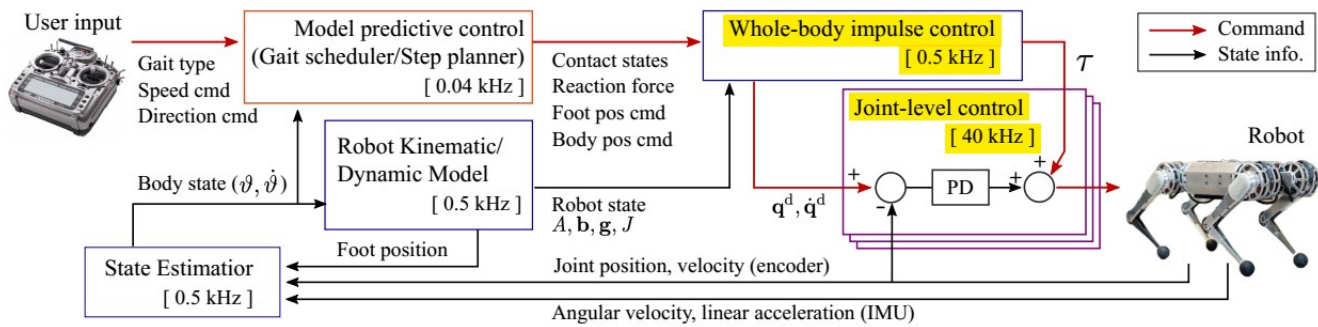 User input
Gait type
Speed cmd
Direction cmd
Model predictive control
(Gait scheduler/Step planner)
[ 0.04 kHz ]
Contact states
Reaction force
Foot pos cmd
Body pos cmd
Whole-body impulse control
[ 0.5 kHz ]
τ
Command
State info.
Joint-level control
[ 40 kHz ]
+
-
PD
+
+
Robot
q^d, q̇^d
Robot Kinematic/
Dynamic Model
[ 0.5 kHz ]
Body state (ϑ, ϑ̇)
Robot state
A, b, g, J
Foot position
State Estimatior
[ 0.5 kHz ]
Joint position, velocity (encoder)
Angular velocity, linear acceleration (IMU)